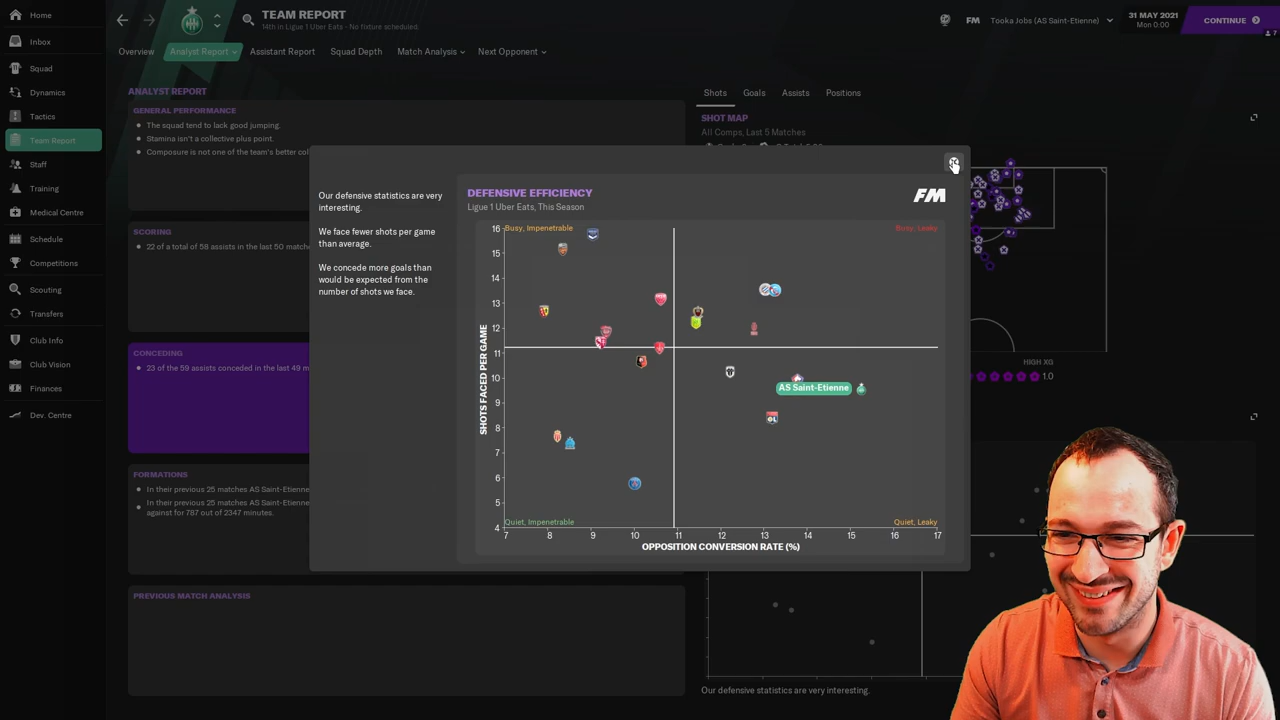 Home
Inbox
Squad
Dynamics
Tactics
Team Report
Staff
Training
Medical Centre
Schedule
Competitions
Scouting
Transfers
Club Info
Club Vision
Finances
Dev. Centre
TEAM REPORT
14th in Ligue 1 Uber Eats - No fixture scheduled.
FM
Tooka Jobs (AS Saint-Etienne)
31 MAY 2021
Mon 0:00
CONTINUE
7
Overview
Analyst Report
Assistant Report
Squad Depth
Match Analysis
Next Opponent
ANALYST REPORT
GENERAL PERFORMANCE
The squad tend to lack good jumping.
Stamina isn't a collective plus point.
Composure is not one of the team's better col
SCORING
22 of a total of 58 assists in the last 50 match
CONCEDING
23 of the 59 assists conceded in the last 49 m
FORMATIONS
In their previous 25 matches AS Saint-Etienne
In their previous 25 matches AS Saint-Etienne
against for 787 out of 2347 minutes.
PREVIOUS MATCH ANALYSIS
Shots
Goals
Assists
Positions
SHOT MAP
All Comps, Last 5 Matches
HIGH XG
1.0
Our defensive statistics are very
interesting.
We face fewer shots per game
than average.
We concede more goals than
would be expected from the
number of shots we face.
DEFENSIVE EFFICIENCY
Ligue 1 Uber Eats, This Season
FM
Busy, Impenetrable
Busy, Leaky
16
15
14
13
12
11
10
9
8
7
6
5
4
SHOTS FACED PER GAME
AS Saint-Etienne
OL
Quiet, Impenetrable
Quiet, Leaky
7
8
9
10
11
12
13
14
15
16
17
OPPOSITION CONVERSION RATE (%)
Our defensive statistics are very interesting.